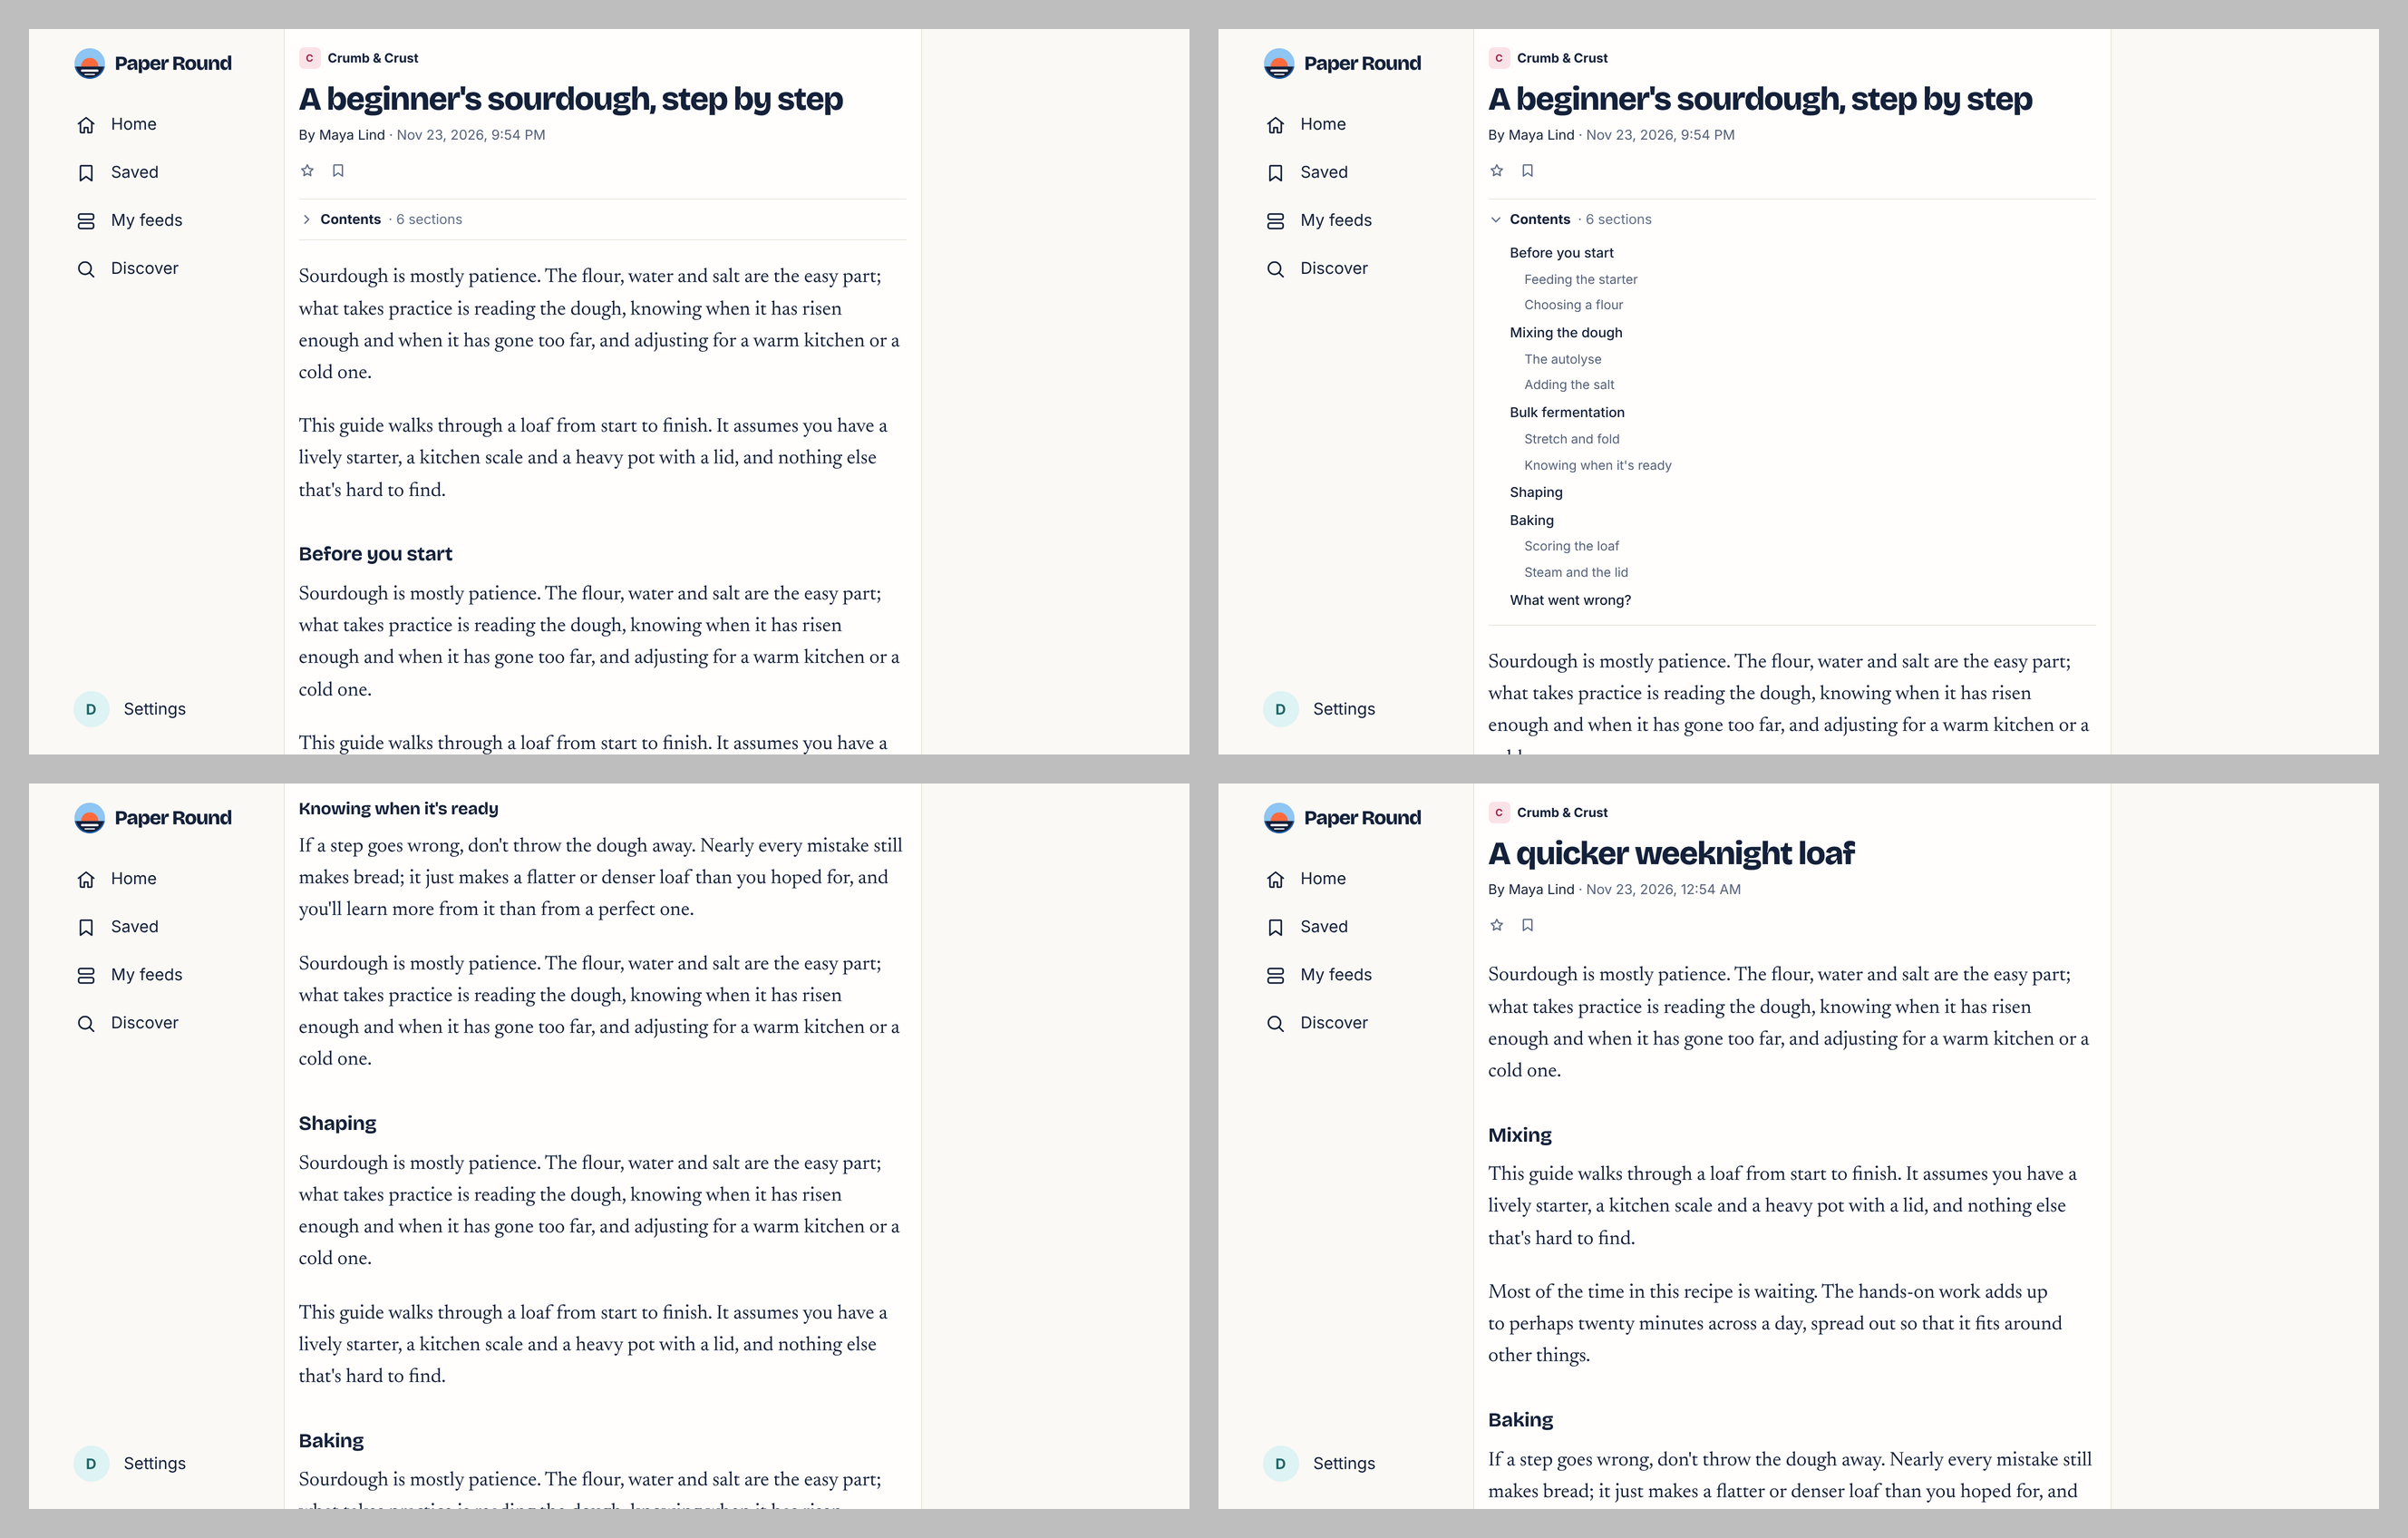 Paper Round
Home
Saved
My feeds
Discover
D Settings
C Crumb & Crust
A beginner's sourdough, step by step
By Maya Lind · Nov 23, 2026, 9:54 PM
Contents · 6 sections
Sourdough is mostly patience. The flour, water and salt are the easy part;
what takes practice is reading the dough, knowing when it has risen
enough and when it has gone too far, and adjusting for a warm kitchen or a
cold one.
This guide walks through a loaf from start to finish. It assumes you have a
lively starter, a kitchen scale and a heavy pot with a lid, and nothing else
that's hard to find.
Before you start
Sourdough is mostly patience. The flour, water and salt are the easy part;
what takes practice is reading the dough, knowing when it has risen
enough and when it has gone too far, and adjusting for a warm kitchen or a
cold one.
This guide walks through a loaf from start to finish. It assumes you have a
Paper Round
Home
Saved
My feeds
Discover
D Settings
C Crumb & Crust
A beginner's sourdough, step by step
By Maya Lind · Nov 23, 2026, 9:54 PM
Contents · 6 sections
Before you start
Feeding the starter
Choosing a flour
Mixing the dough
The autolyse
Adding the salt
Bulk fermentation
Stretch and fold
Knowing when it's ready
Shaping
Baking
Scoring the loaf
Steam and the lid
What went wrong?
Sourdough is mostly patience. The flour, water and salt are the easy part;
what takes practice is reading the dough, knowing when it has risen
enough and when it has gone too far, and adjusting for a warm kitchen or a
Paper Round
Home
Saved
My feeds
Discover
D Settings
Knowing when it's ready
If a step goes wrong, don't throw the dough away. Nearly every mistake still
makes bread; it just makes a flatter or denser loaf than you hoped for, and
you'll learn more from it than from a perfect one.
Sourdough is mostly patience. The flour, water and salt are the easy part;
what takes practice is reading the dough, knowing when it has risen
enough and when it has gone too far, and adjusting for a warm kitchen or a
cold one.
Shaping
Sourdough is mostly patience. The flour, water and salt are the easy part;
what takes practice is reading the dough, knowing when it has risen
enough and when it has gone too far, and adjusting for a warm kitchen or a
cold one.
This guide walks through a loaf from start to finish. It assumes you have a
lively starter, a kitchen scale and a heavy pot with a lid, and nothing else
that's hard to find.
Baking
Sourdough is mostly patience. The flour, water and salt are the easy part;
Paper Round
Home
Saved
My feeds
Discover
D Settings
C Crumb & Crust
A quicker weeknight loaf
By Maya Lind · Nov 23, 2026, 12:54 AM
Sourdough is mostly patience. The flour, water and salt are the easy part;
what takes practice is reading the dough, knowing when it has risen
enough and when it has gone too far, and adjusting for a warm kitchen or a
cold one.
Mixing
This guide walks through a loaf from start to finish. It assumes you have a
lively starter, a kitchen scale and a heavy pot with a lid, and nothing else
that's hard to find.
Most of the time in this recipe is waiting. The hands-on work adds up
to perhaps twenty minutes across a day, spread out so that it fits around
other things.
Baking
If a step goes wrong, don't throw the dough away. Nearly every mistake still
makes bread; it just makes a flatter or denser loaf than you hoped for, and